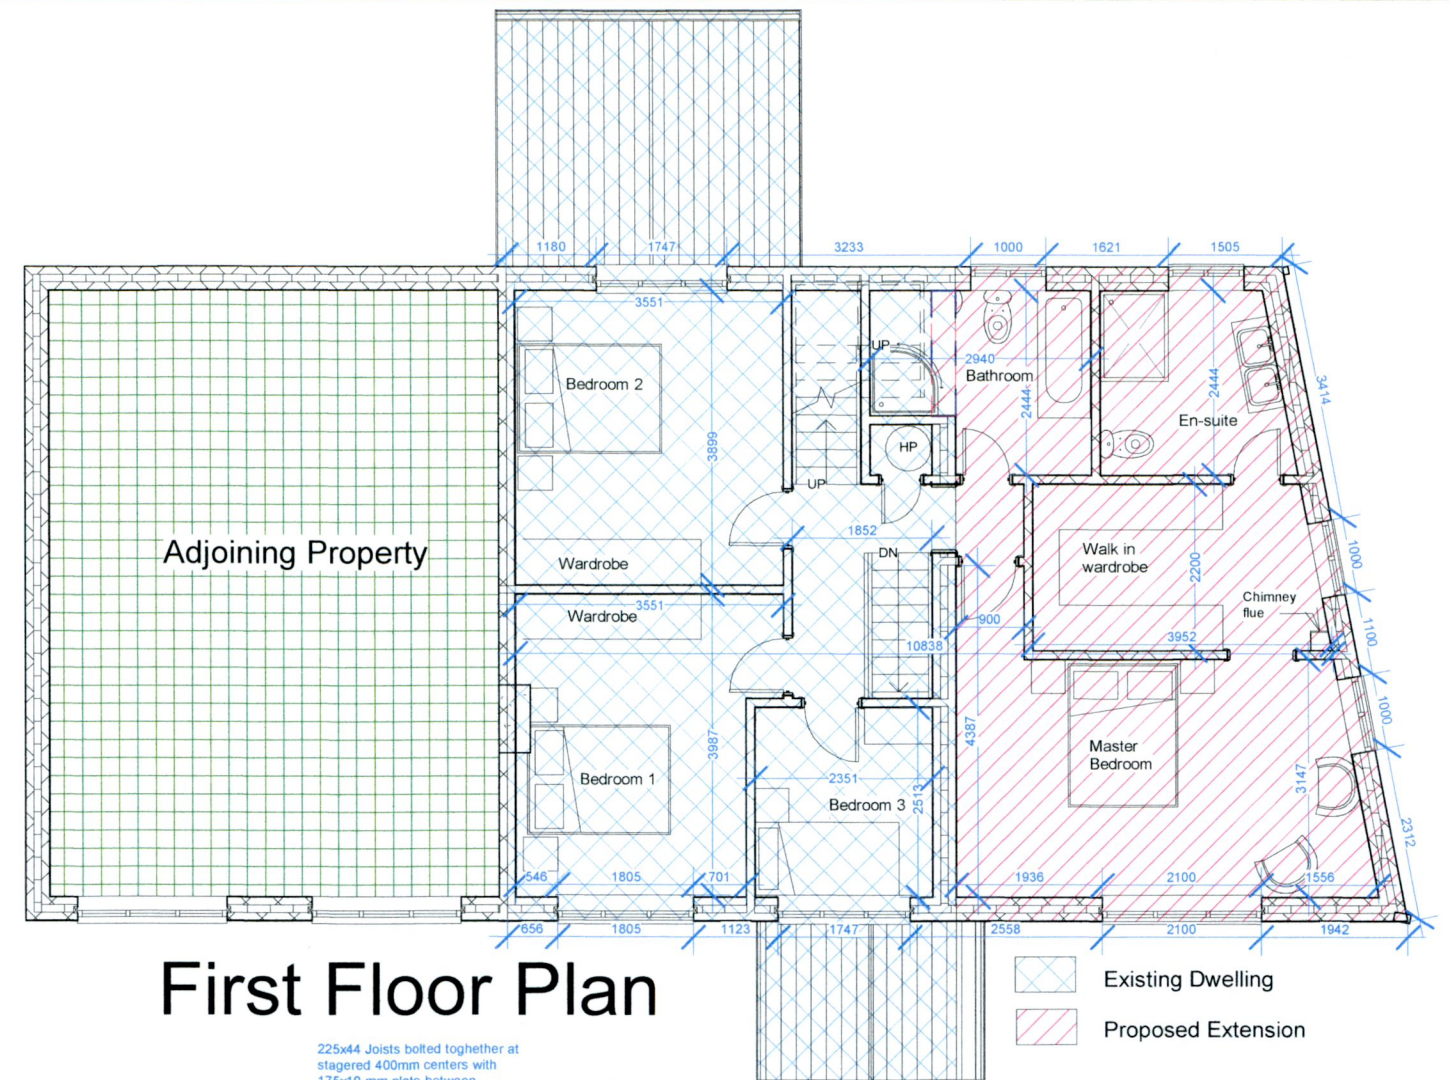 1180 1747 3233 1000 1621 1505
3551
UP
2940
Bathroom
Bedroom 2
2444
2444
3414
En-suite
3899
HP
UP
1852
DN
Adjoining Property
Wardrobe
Walk in
wardrobe
2200
1000
3551
Wardrobe
Chimney
flue
900
10838
3952
1100
4387
3987
1000
Master
Bedroom
Bedroom 1
2351
2513
3147
Bedroom 3
2312
546 1805 701 1936 2100 1556
656 1805 1123 1747 2558 2100 1942
First Floor Plan
Existing Dwelling
Proposed Extension
225x44 Joists bolted toghether at
stagered 400mm centers with
175x10 mm plate between